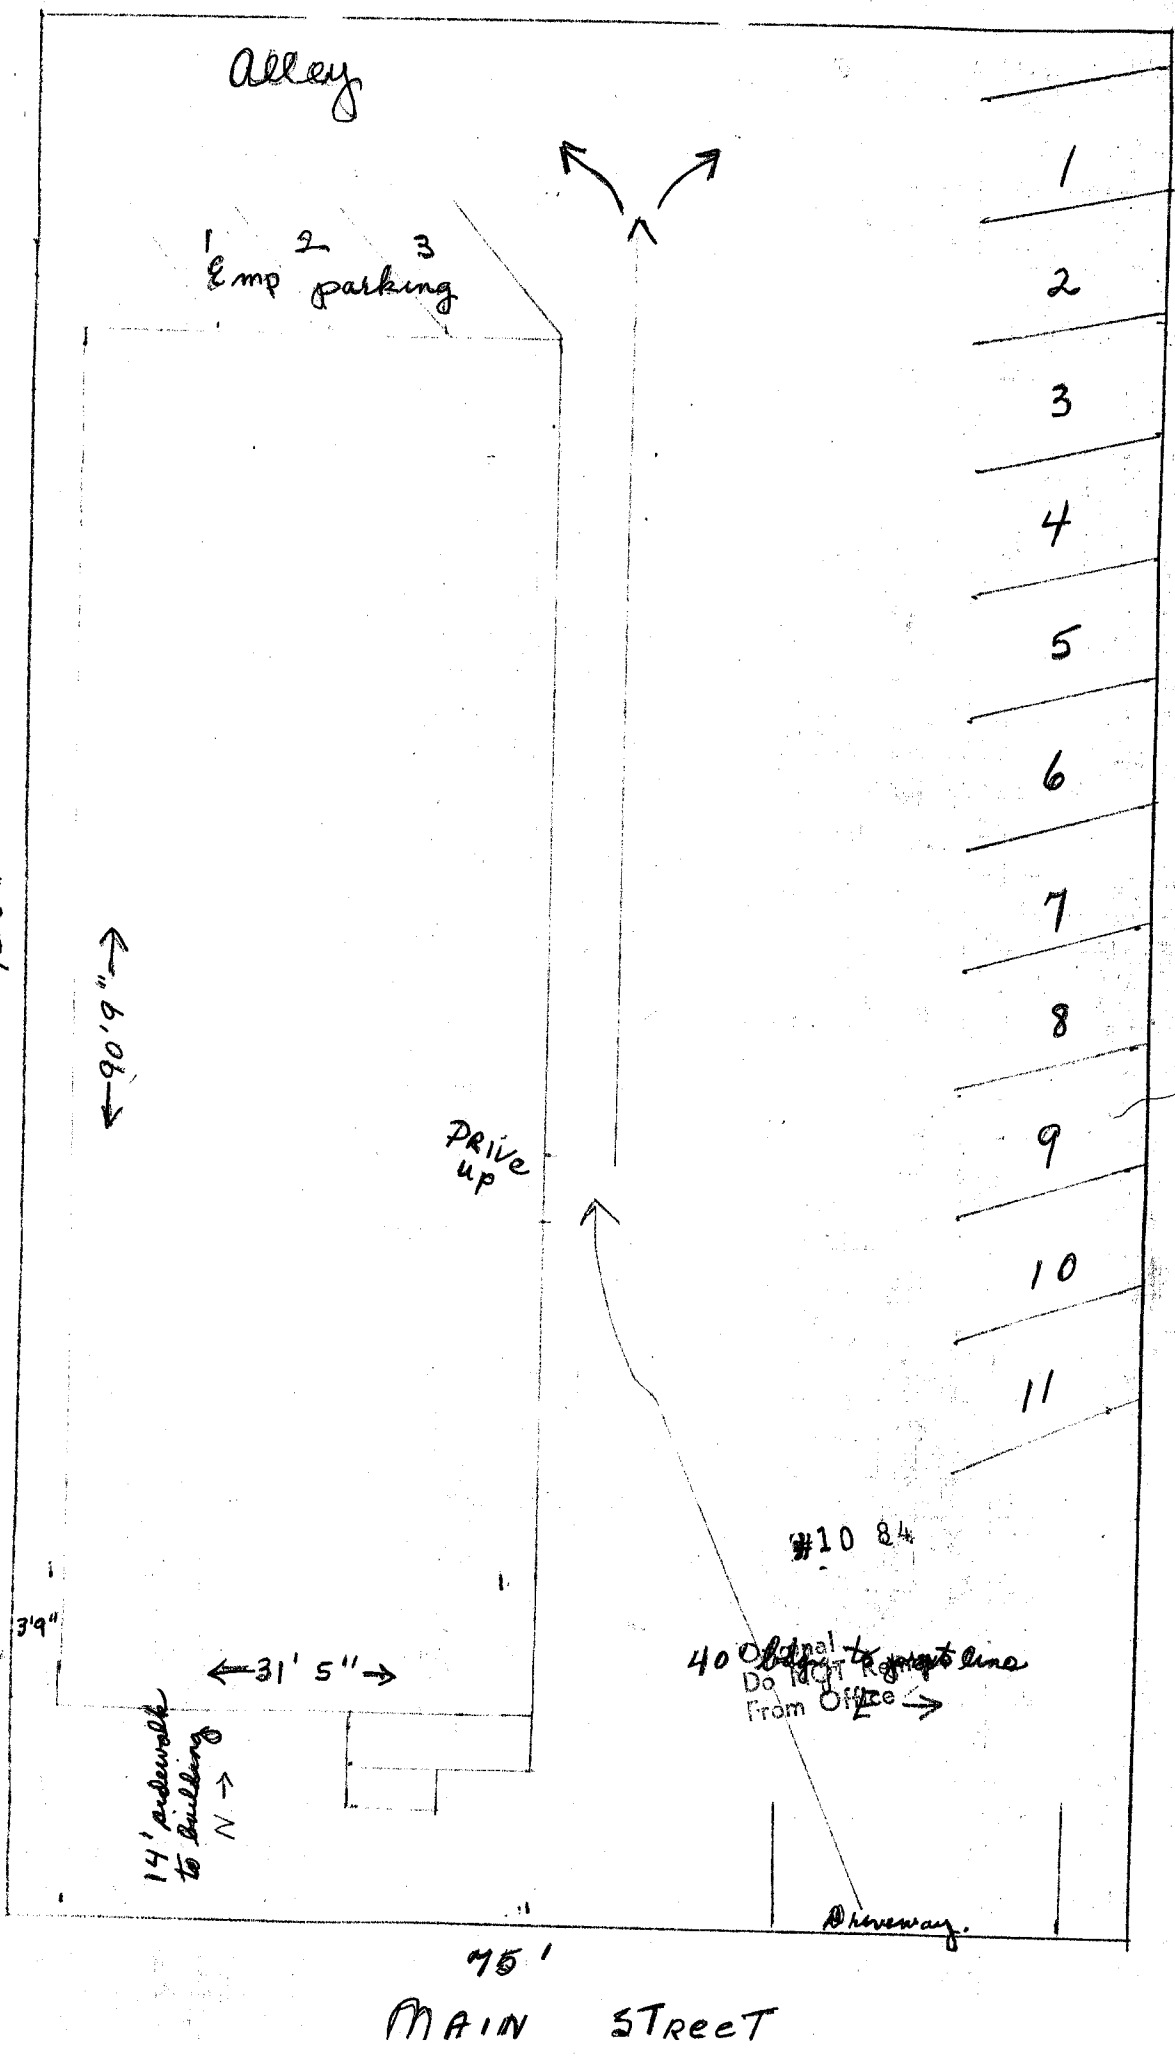 Alley
1 2 3
Emp parking
1
2
3
4
5
6
7
8
9
10
11
←90'9"→
Drive
up
#10 84
3'9"
←31' 5"→
40' bldg to prpt line
E →
Original
Do NOT Remove
From Office
14' sidewalk
to building
N →
Driveway.
75'
MAIN STReeT